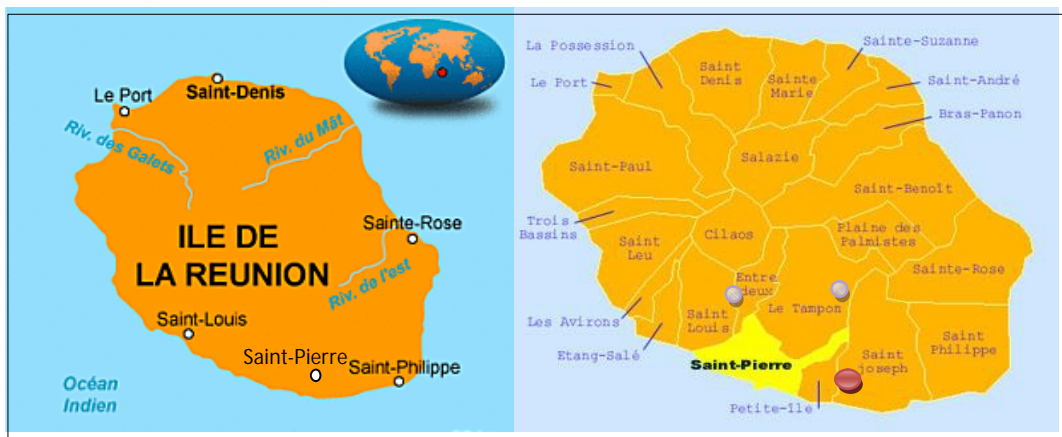 Saint-Denis
Le Port
Riv. des Galets
Riv. du Mât
Sainte-Rose
ILE DE
LA REUNION
Riv. de l'est
Saint-Louis
Saint-Pierre
Saint-Philippe
Océan
Indien
La Possession
Sainte-Suzanne
Le Port
Saint
Denis
Sainte
Marie
Saint-André
Bras-Panon
Salazie
Saint-Paul
Saint-Benoît
Trois
Bassins
Saint
Leu
Cilaos
Plaine des
Palmistes
Sainte-Rose
Entre
deux
Le Tampon
Les Avirons
Saint
Louis
Etang-Salé
Saint-Pierre
Saint
joseph
Saint
Philippe
Petite-Ile